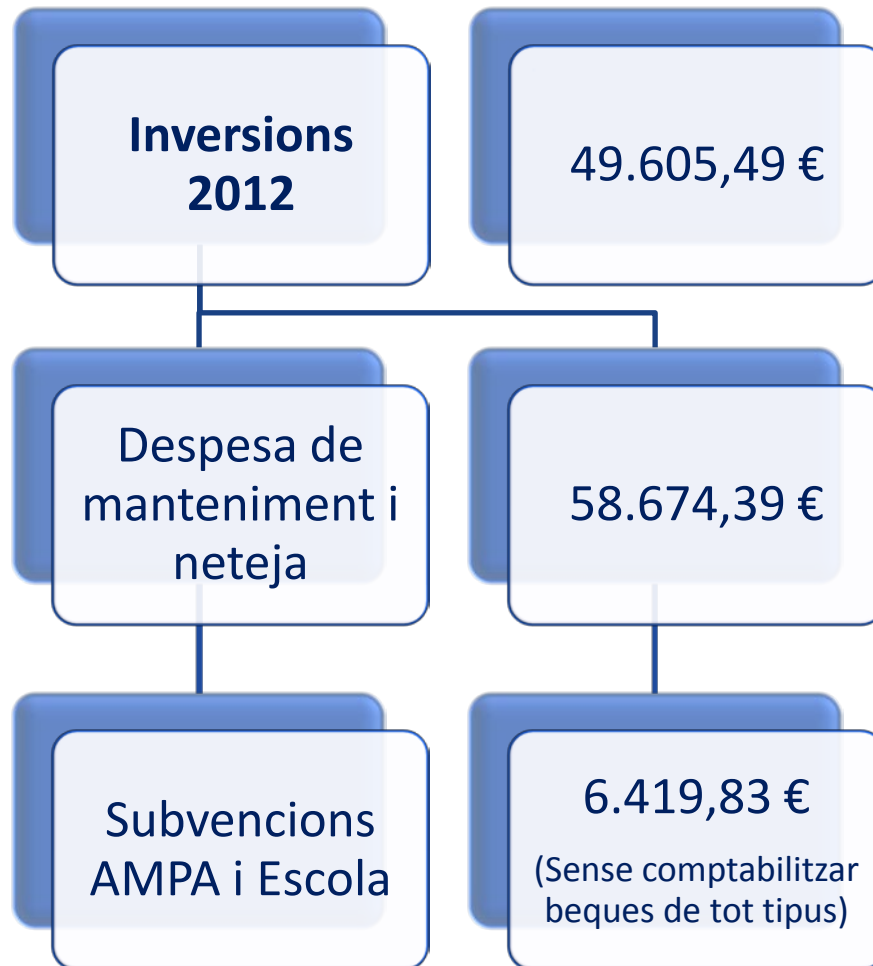 Inversions
2012
49.605,49 €
Despesa de
manteniment i
neteja
58.674,39 €
Subvencions
AMPA i Escola
6.419,83 €
(Sense comptabilitzar
beques de tot tipus)